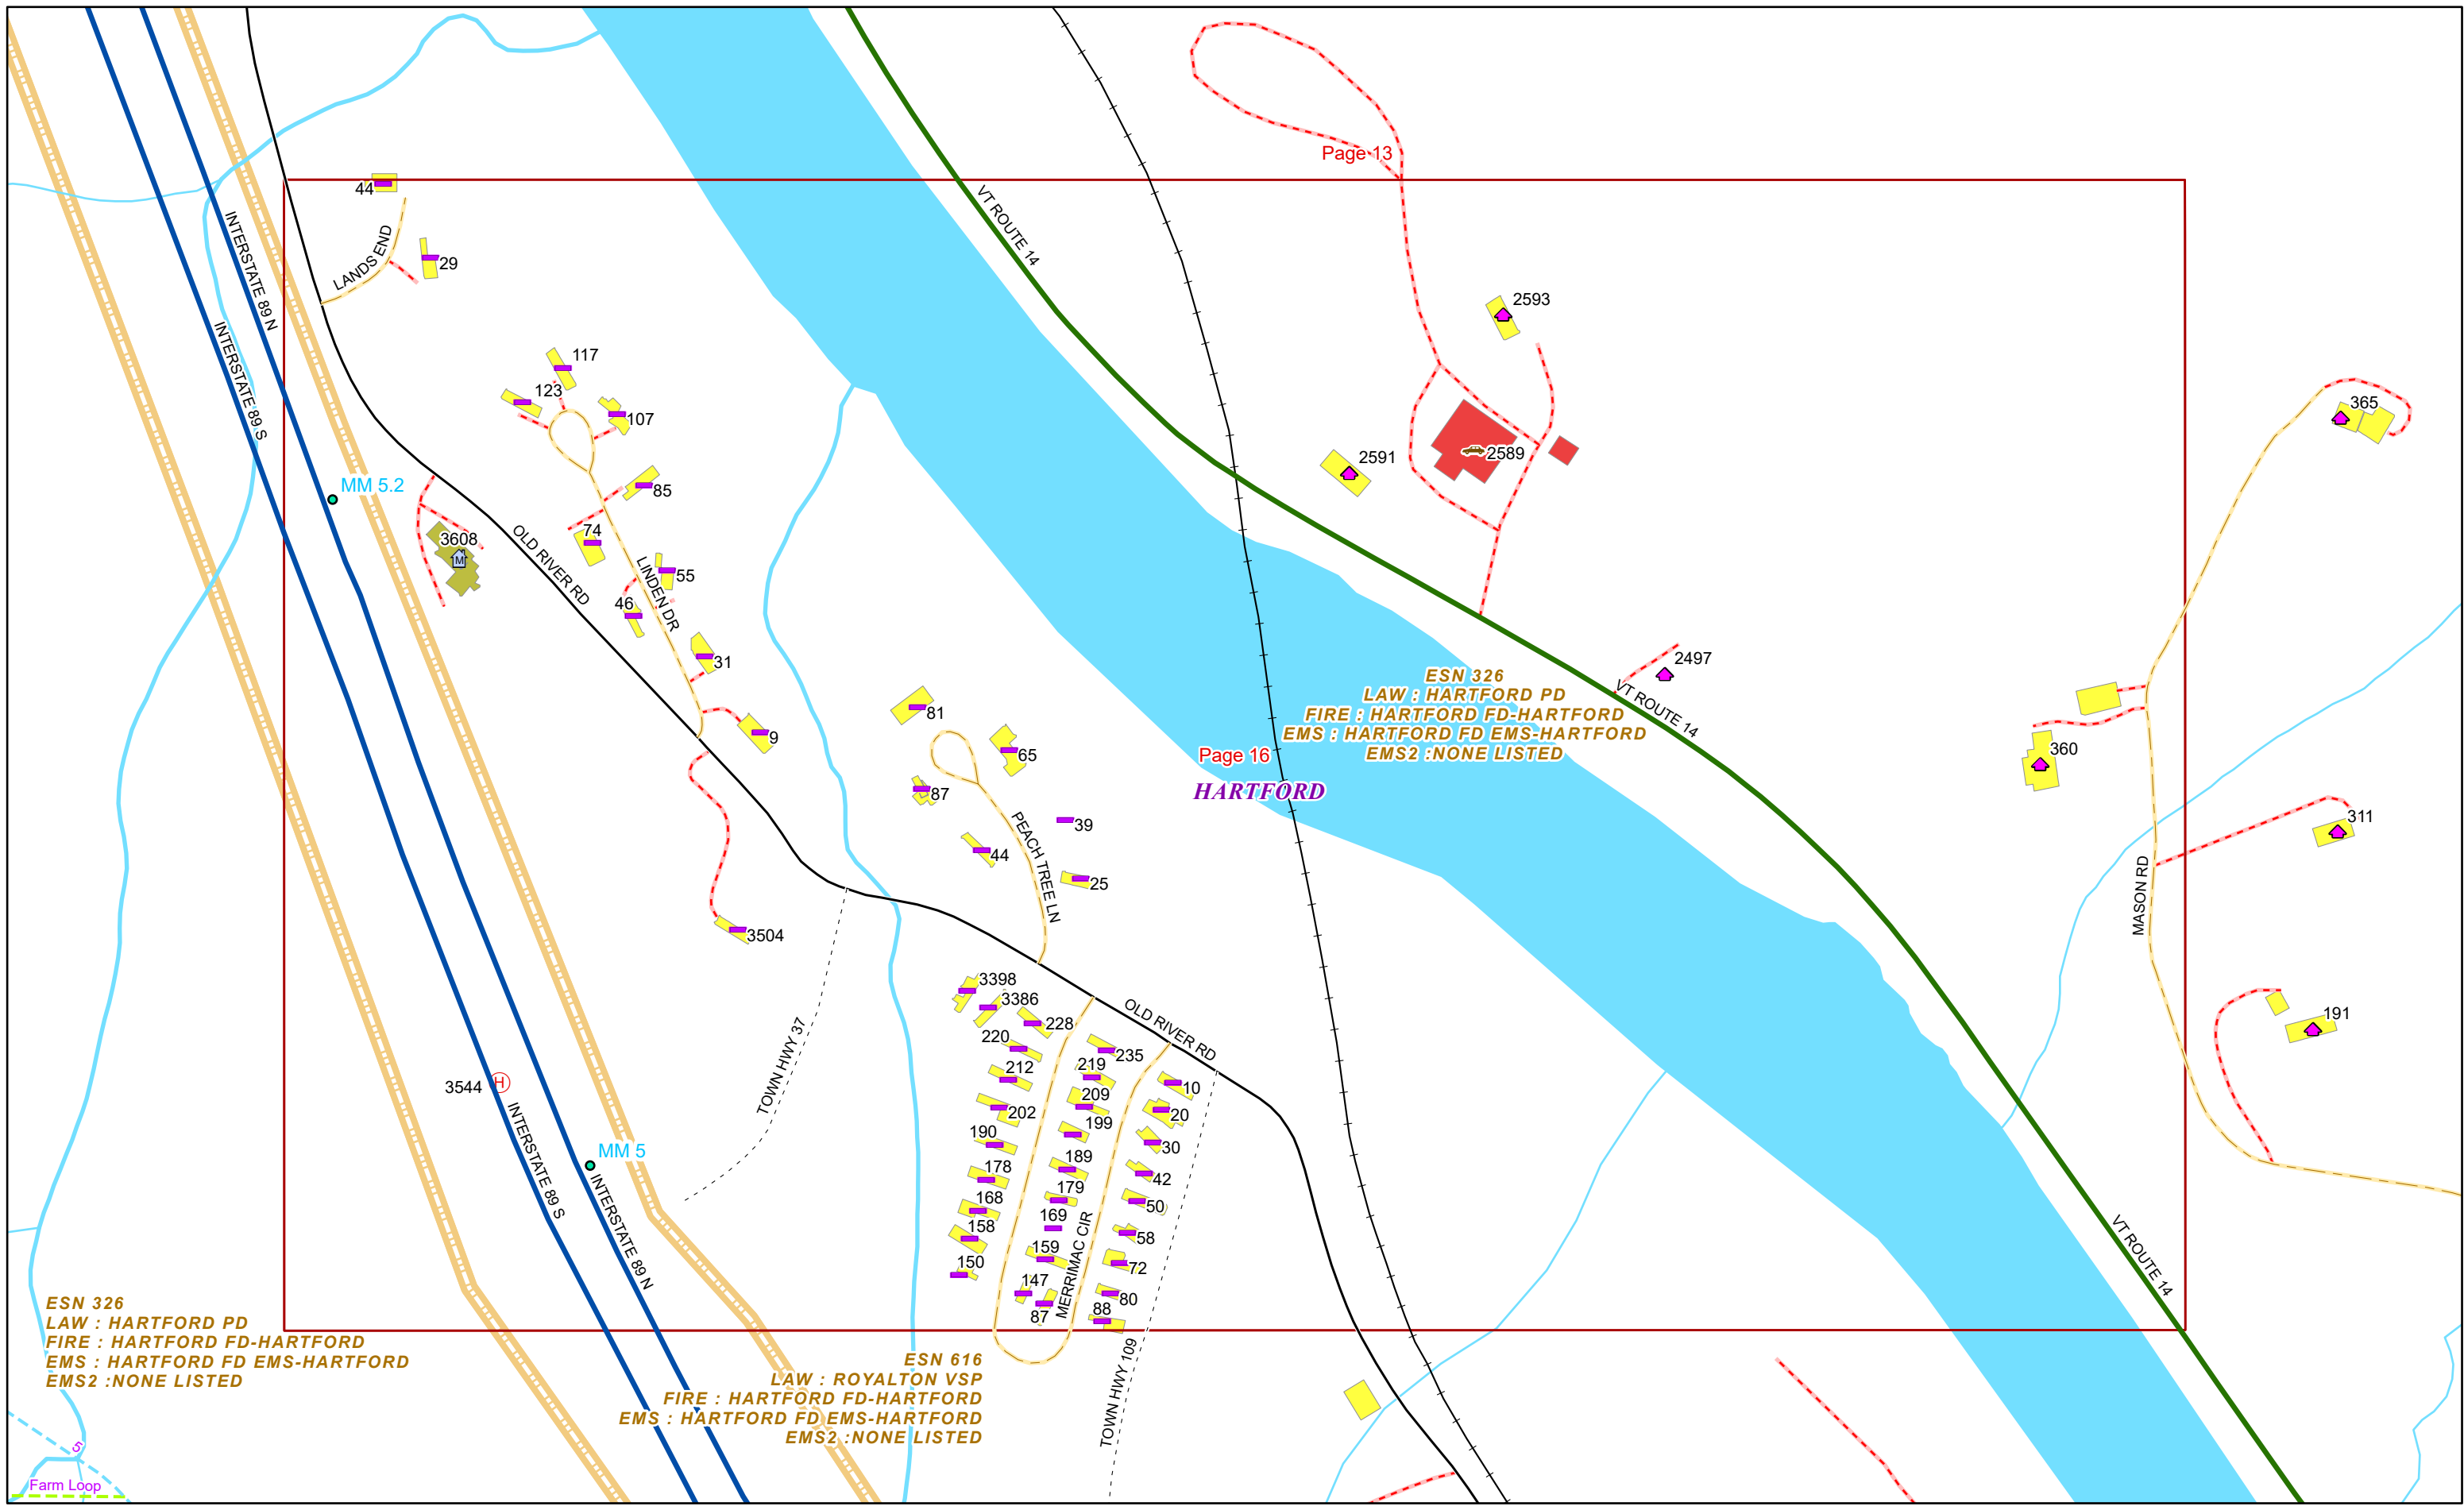 Page 13
44
VT ROUTE 14
INTERSTATE 89 N
LANDS END
29
2593
INTERSTATE 89 S
117
123
107
365
2591
2589
MM 5.2
85
74
3608
M
OLD RIVER RD
LINDEN DR
55
46
31
2497
ESN 326
LAW : HARTFORD PD
FIRE : HARTFORD FD-HARTFORD
EMS : HARTFORD FD EMS-HARTFORD
EMS2 :NONE LISTED
VT ROUTE 14
81
9
65
Page 16
HARTFORD
360
87
39
PEACH TREE LN
44
25
311
MASON RD
3504
3398
3386
228
OLD RIVER RD
191
220
235
TOWN HWY 37
212
219
10
3544
H
209
202
20
INTERSTATE 89 S
199
190
30
MM 5
189
178
42
INTERSTATE 89 N
179
168
50
169
158
58
MERRIMAC CIR
159
150
72
VT ROUTE 14
147
80
87
88
ESN 326
LAW : HARTFORD PD
FIRE : HARTFORD FD-HARTFORD
EMS : HARTFORD FD EMS-HARTFORD
EMS2 :NONE LISTED
ESN 616
LAW : ROYALTON VSP
FIRE : HARTFORD FD-HARTFORD
EMS : HARTFORD FD EMS-HARTFORD
EMS2 :NONE LISTED
TOWN HWY 109
5
Farm Loop